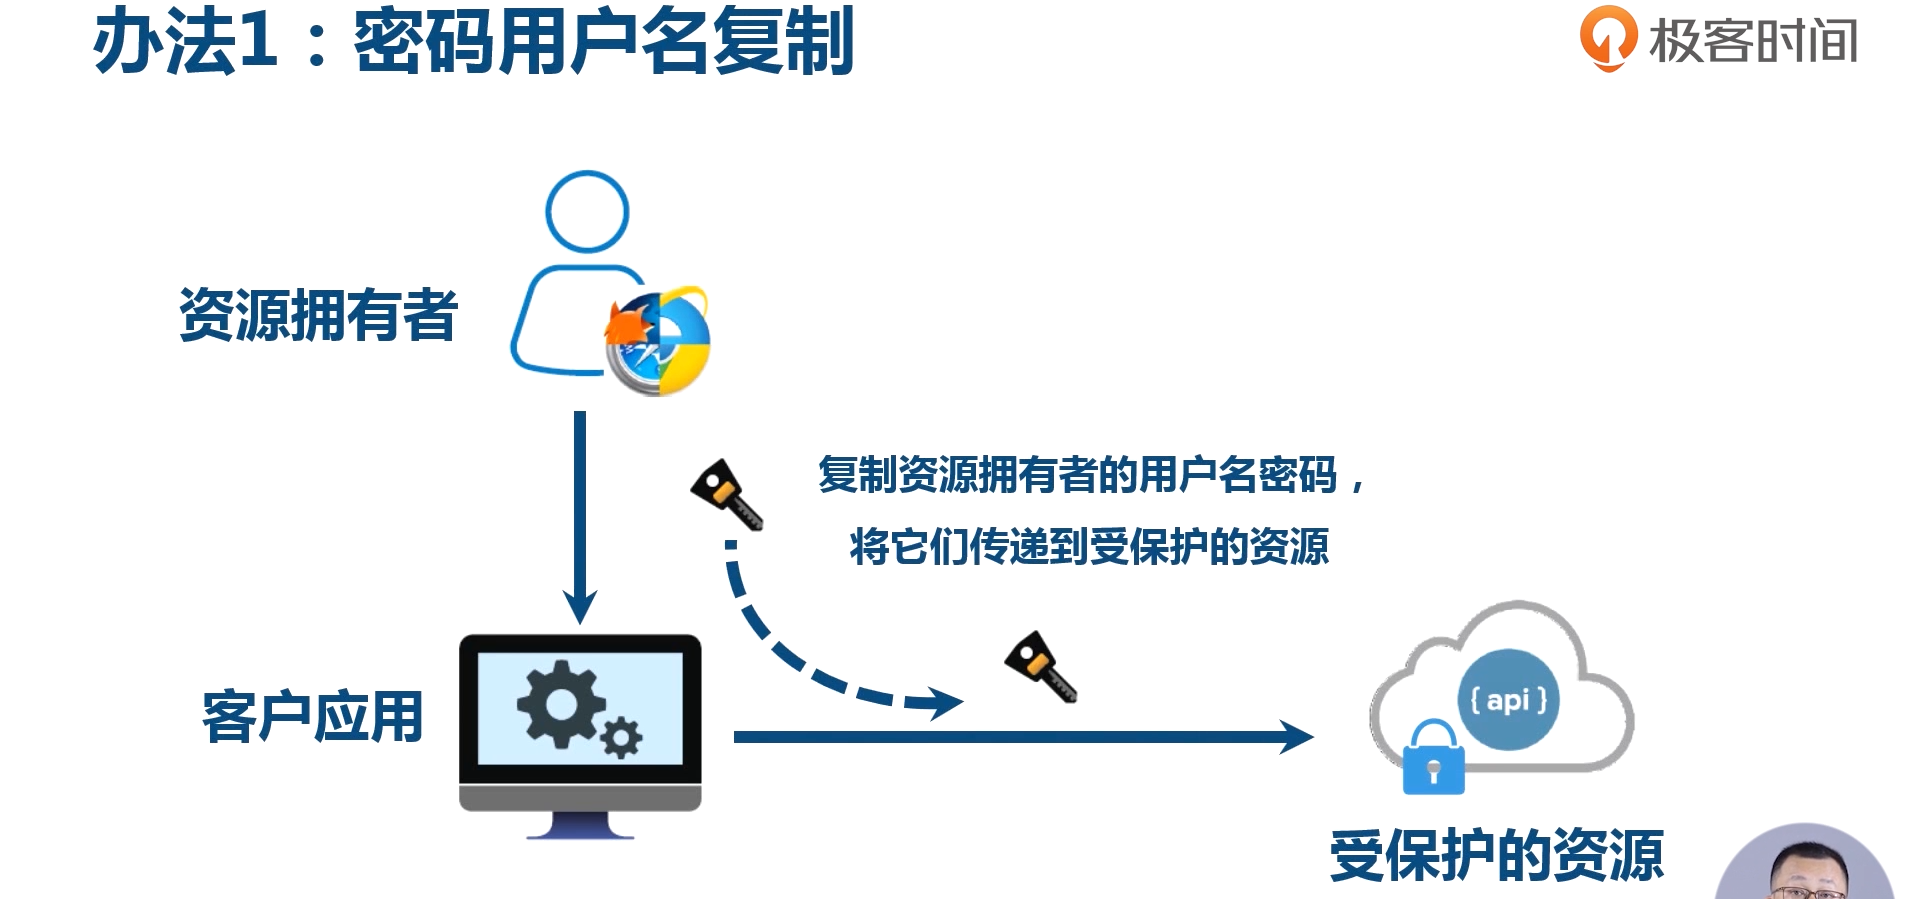 办法1：密码用户名复制
极客时间
资源拥有者
复制资源拥有者的用户名密码，
将它们传递到受保护的资源
客户应用
{ api }
受保护的资源